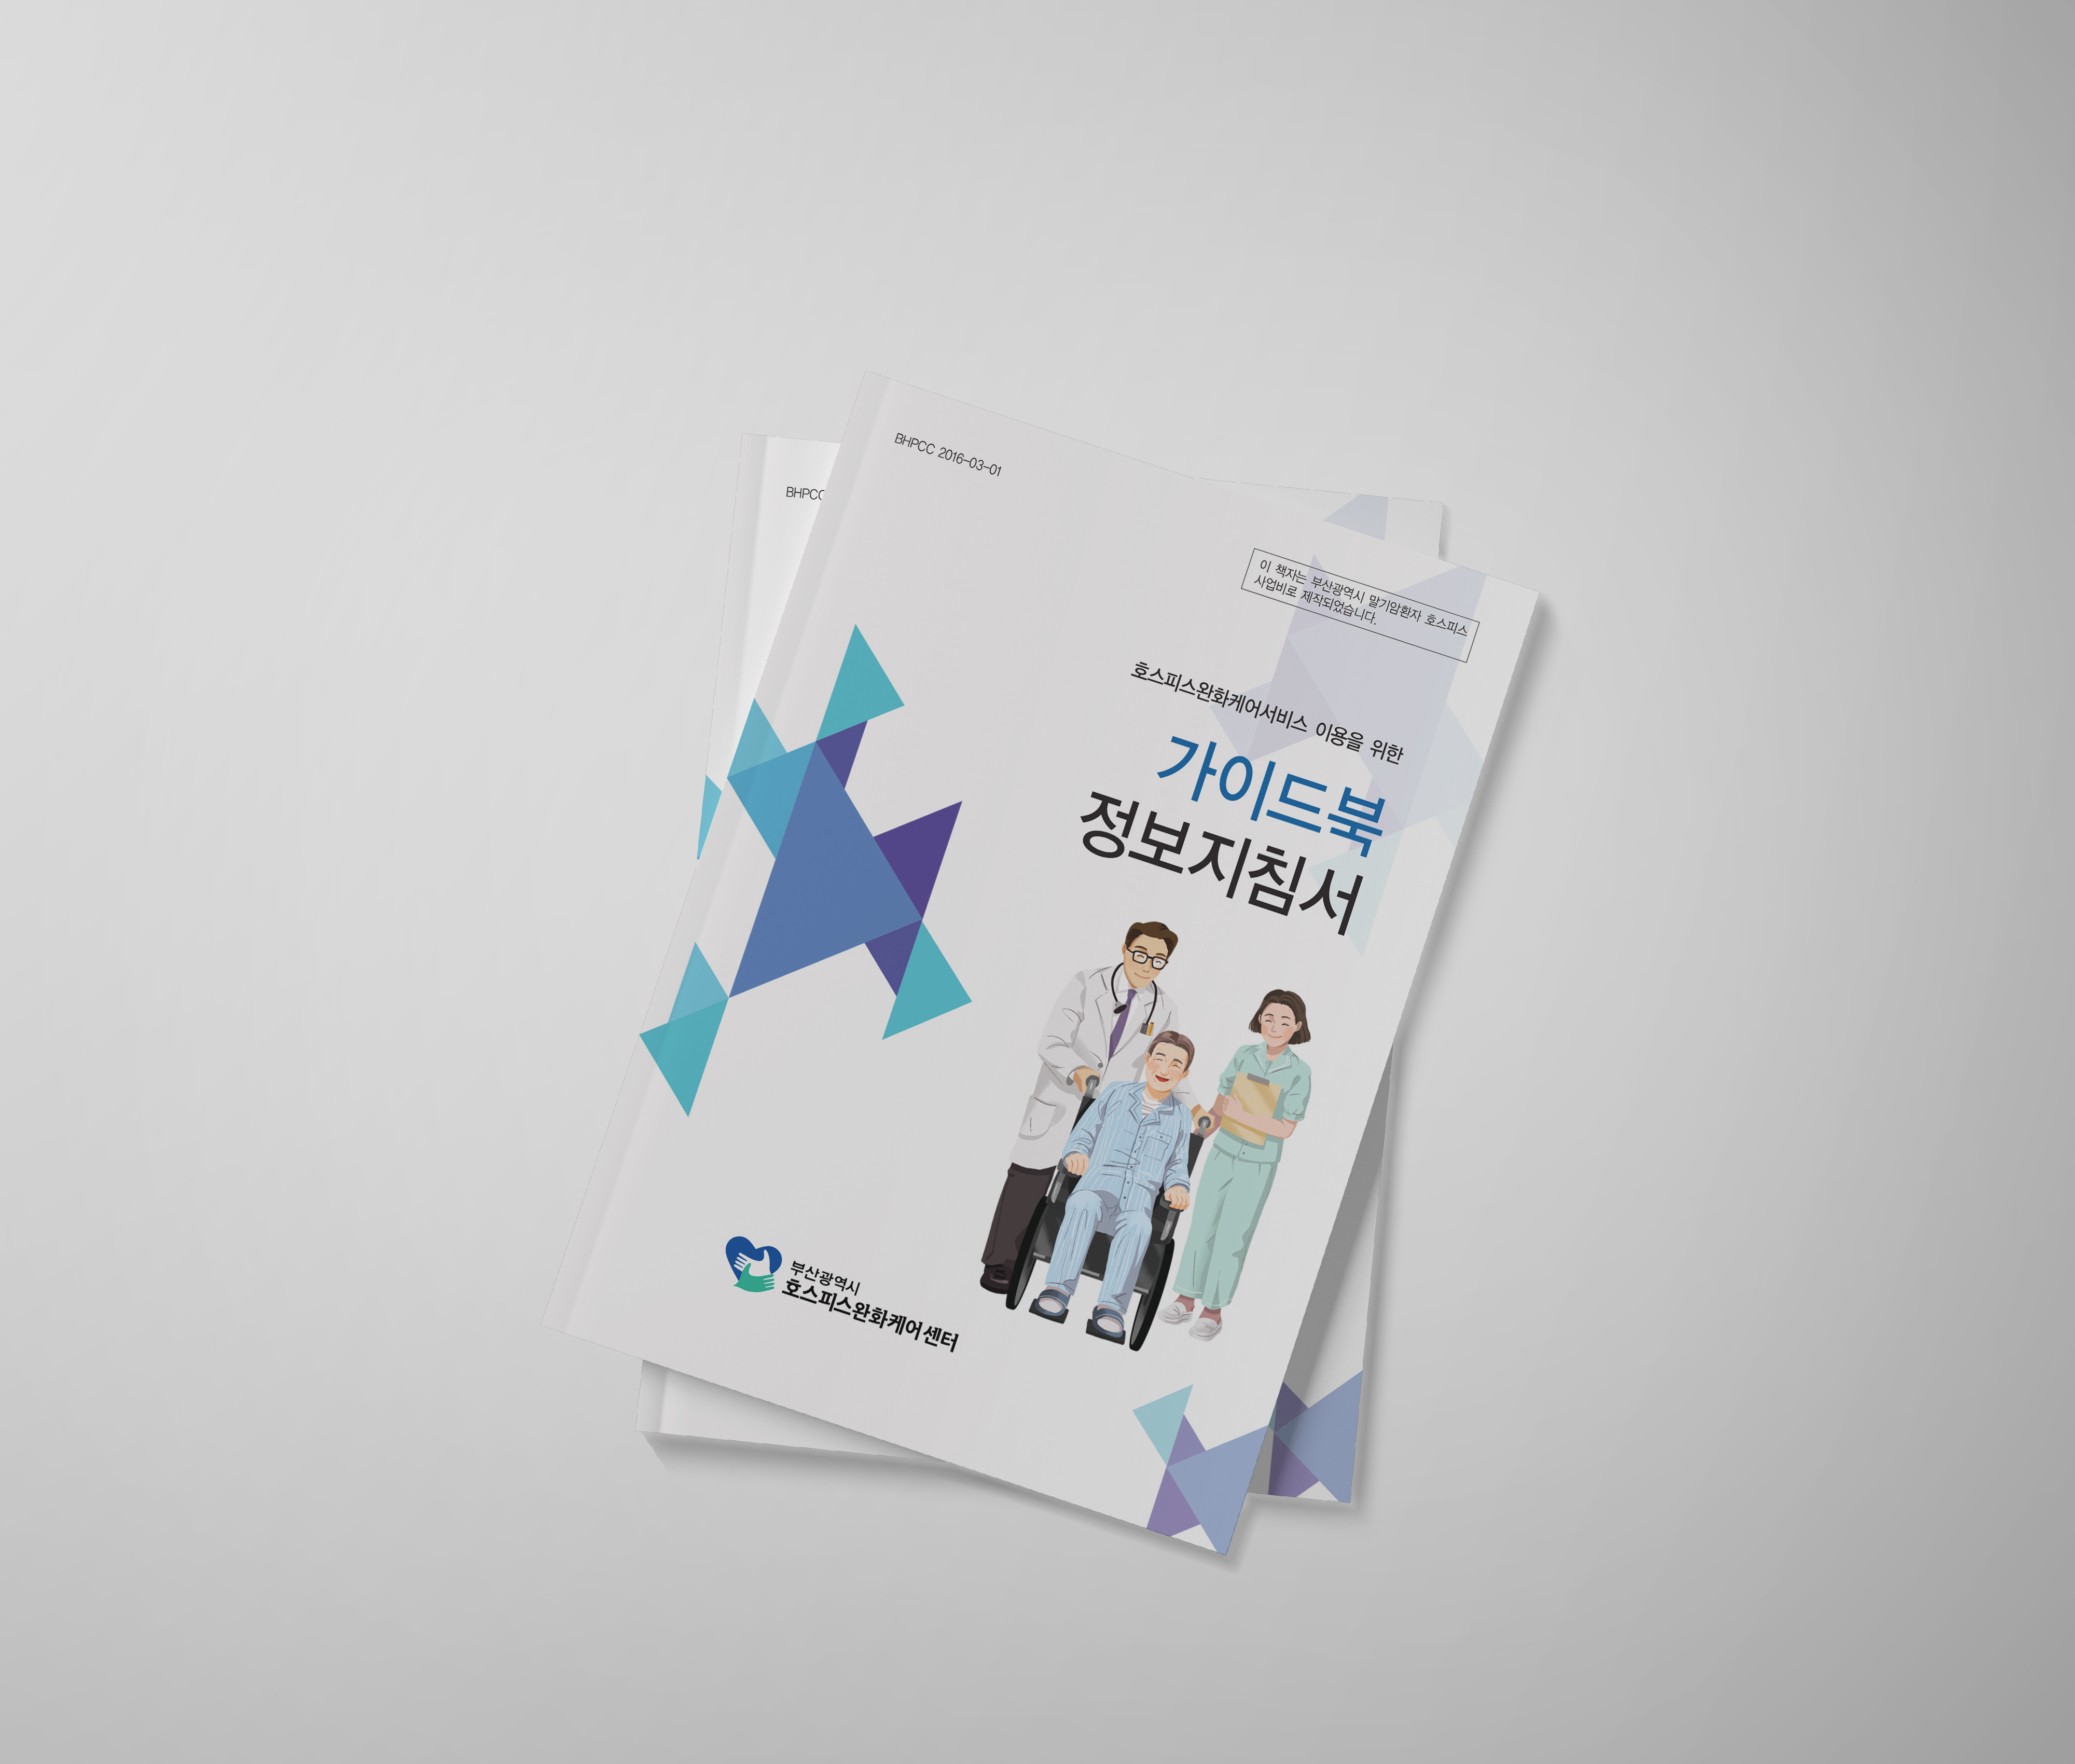 BHPCC 2016-03-01
BHPCC
이 책자는 부산광역시 말기암환자 호스피스
사업비로 제작되었습니다.
호스피스완화케어서비스 이용을 위한
가이드북
정보지침서
부산광역시
호스피스완화케어센터